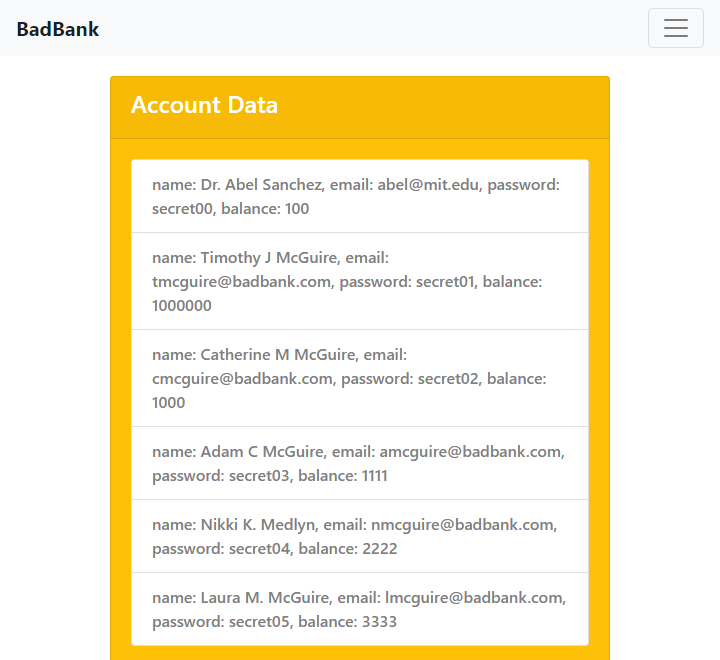 BadBank
Account Data
name: Dr. Abel Sanchez, email: abel@mit.edu, password:
secret00, balance: 100
name: Timothy J McGuire, email:
tmcguire@badbank.com, password: secret01, balance:
1000000
name: Catherine M McGuire, email:
cmcguire@badbank.com, password: secret02, balance:
1000
name: Adam C McGuire, email: amcguire@badbank.com,
password: secret03, balance: 1111
name: Nikki K. Medlyn, email: nmcguire@badbank.com,
password: secret04, balance: 2222
name: Laura M. McGuire, email: lmcguire@badbank.com,
password: secret05, balance: 3333